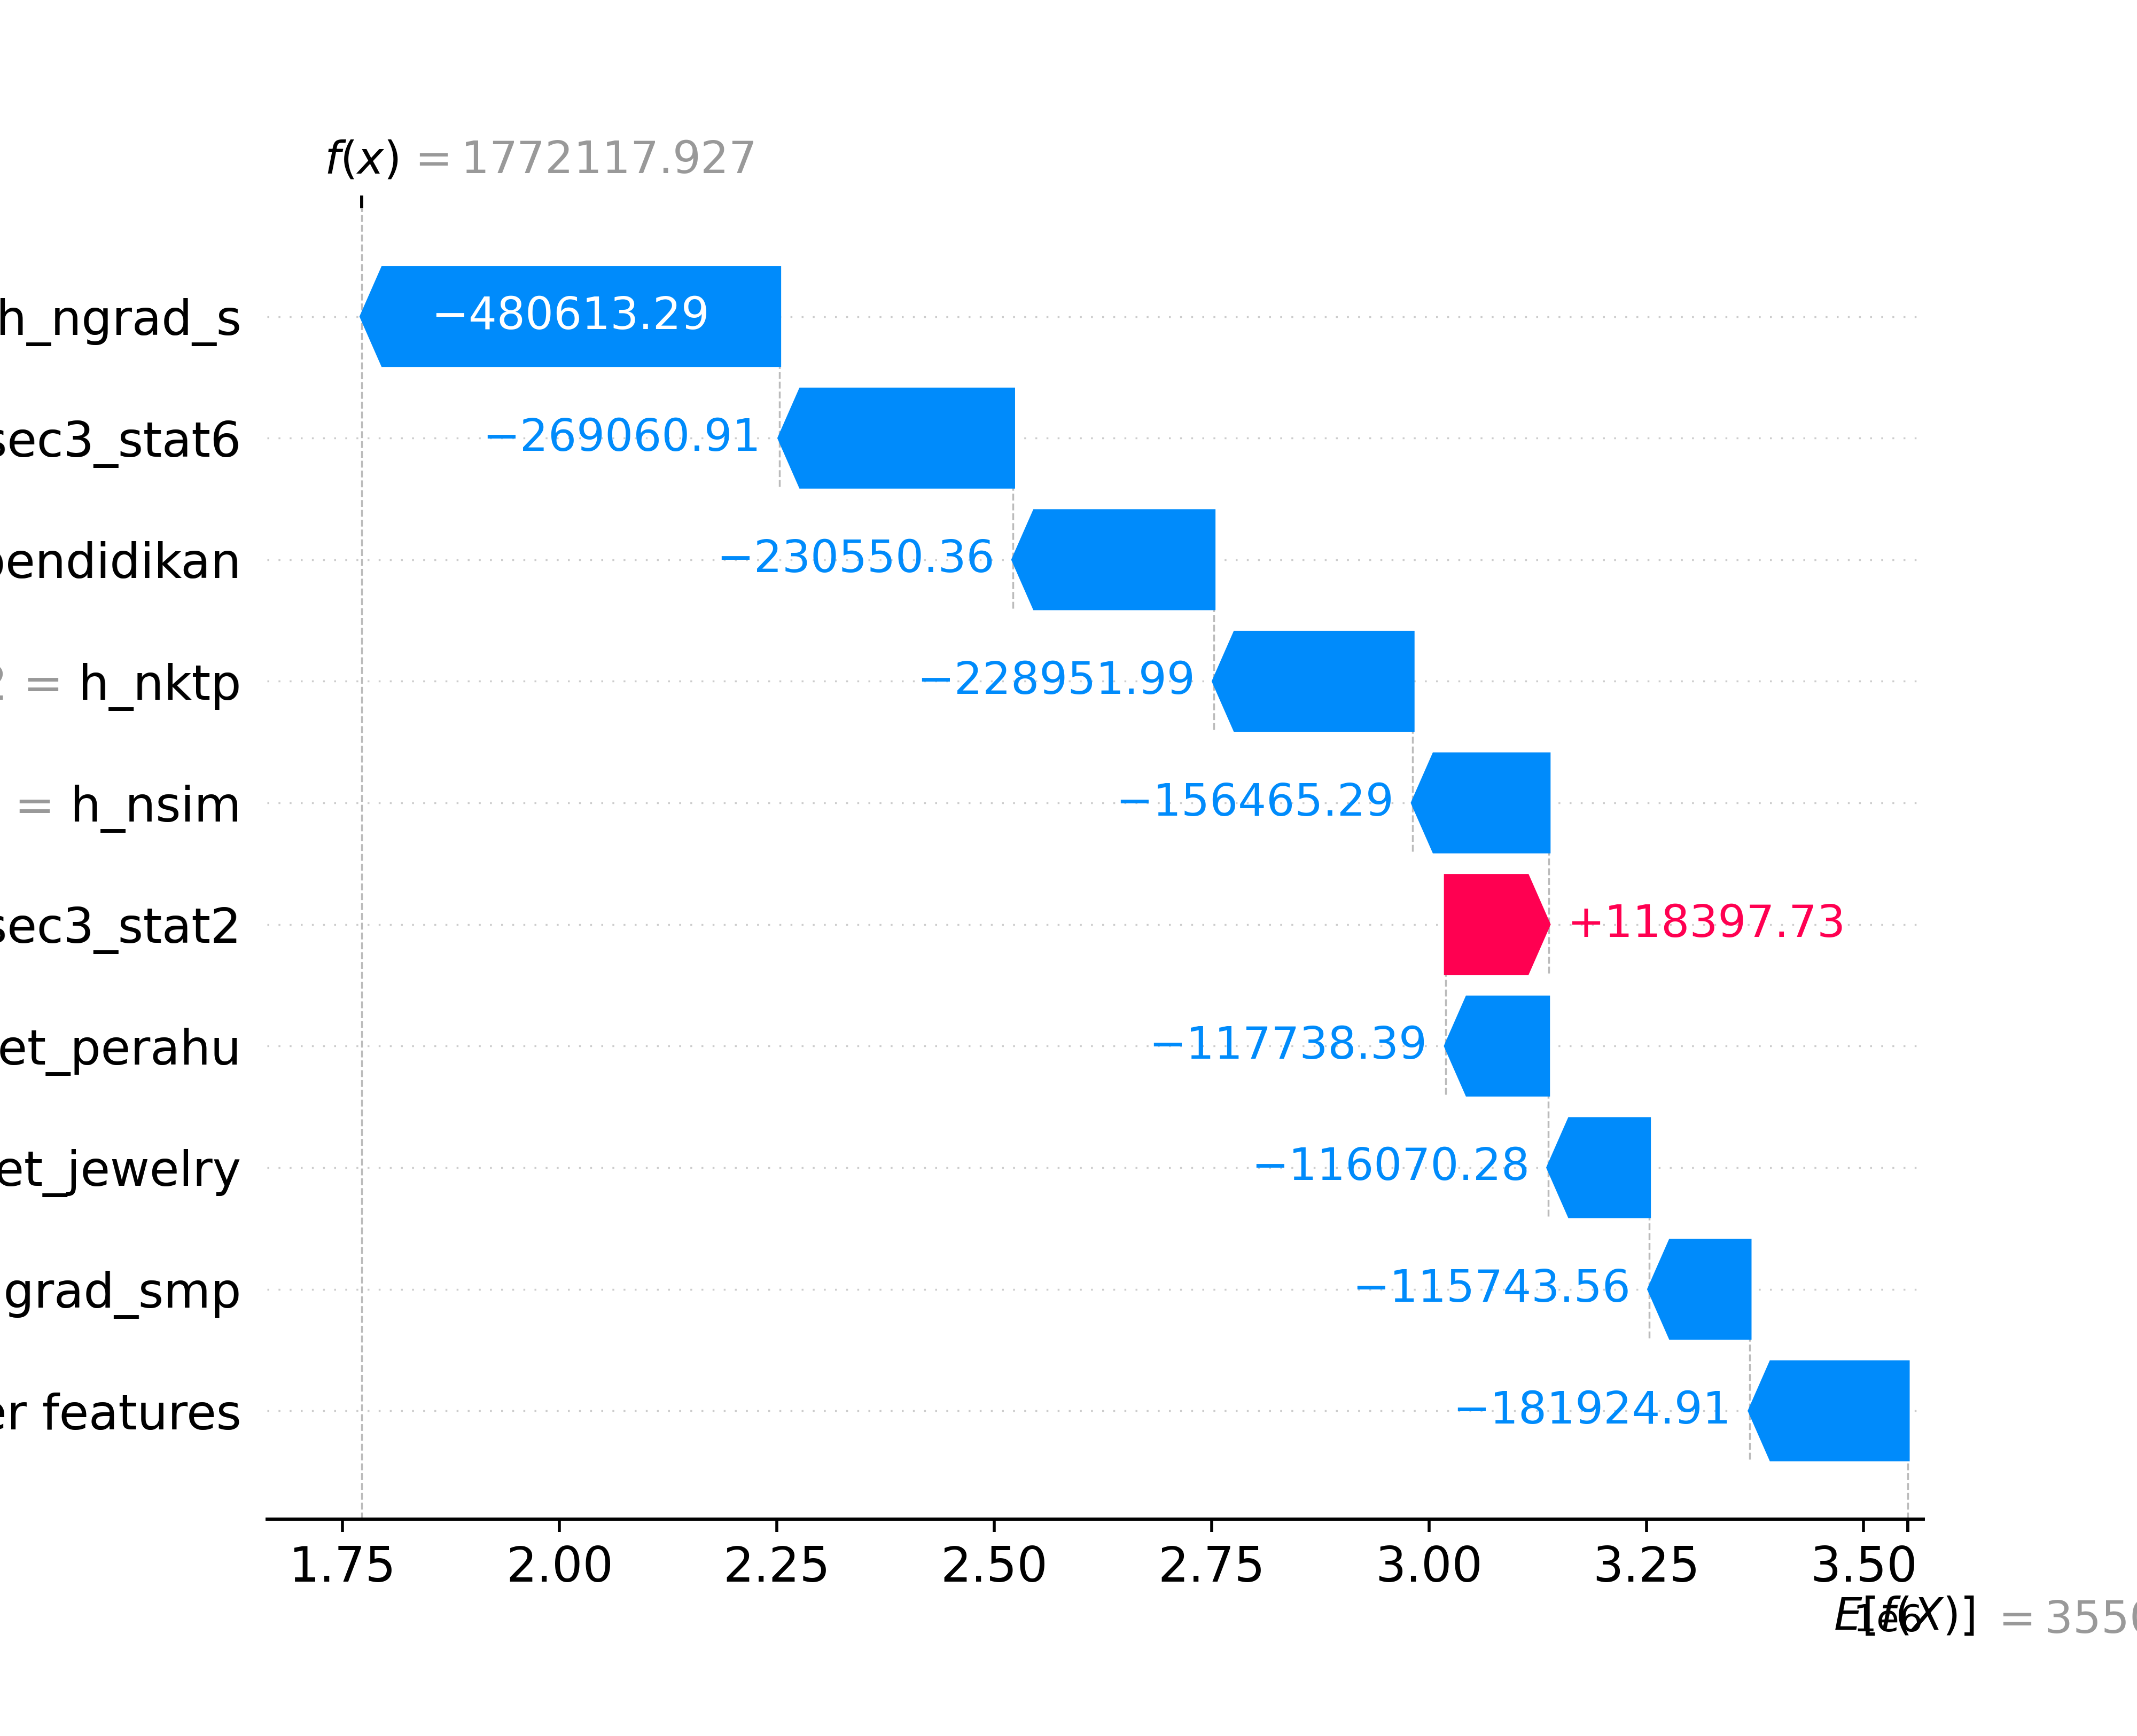 f(x) = 1772117.927
h_ngrad_s −480613.29
sec3_stat6 −269060.91
pendidikan −230550.36
= h_nktp −228951.99
= h_nsim −156465.29
sec3_stat2 +118397.73
et_perahu −117738.39
et_jewelry −116070.28
grad_smp −115743.56
er features −181924.91
1.75 2.00 2.25 2.50 2.75 3.00 3.25 3.50
1e6
E[f(X)] = 3550